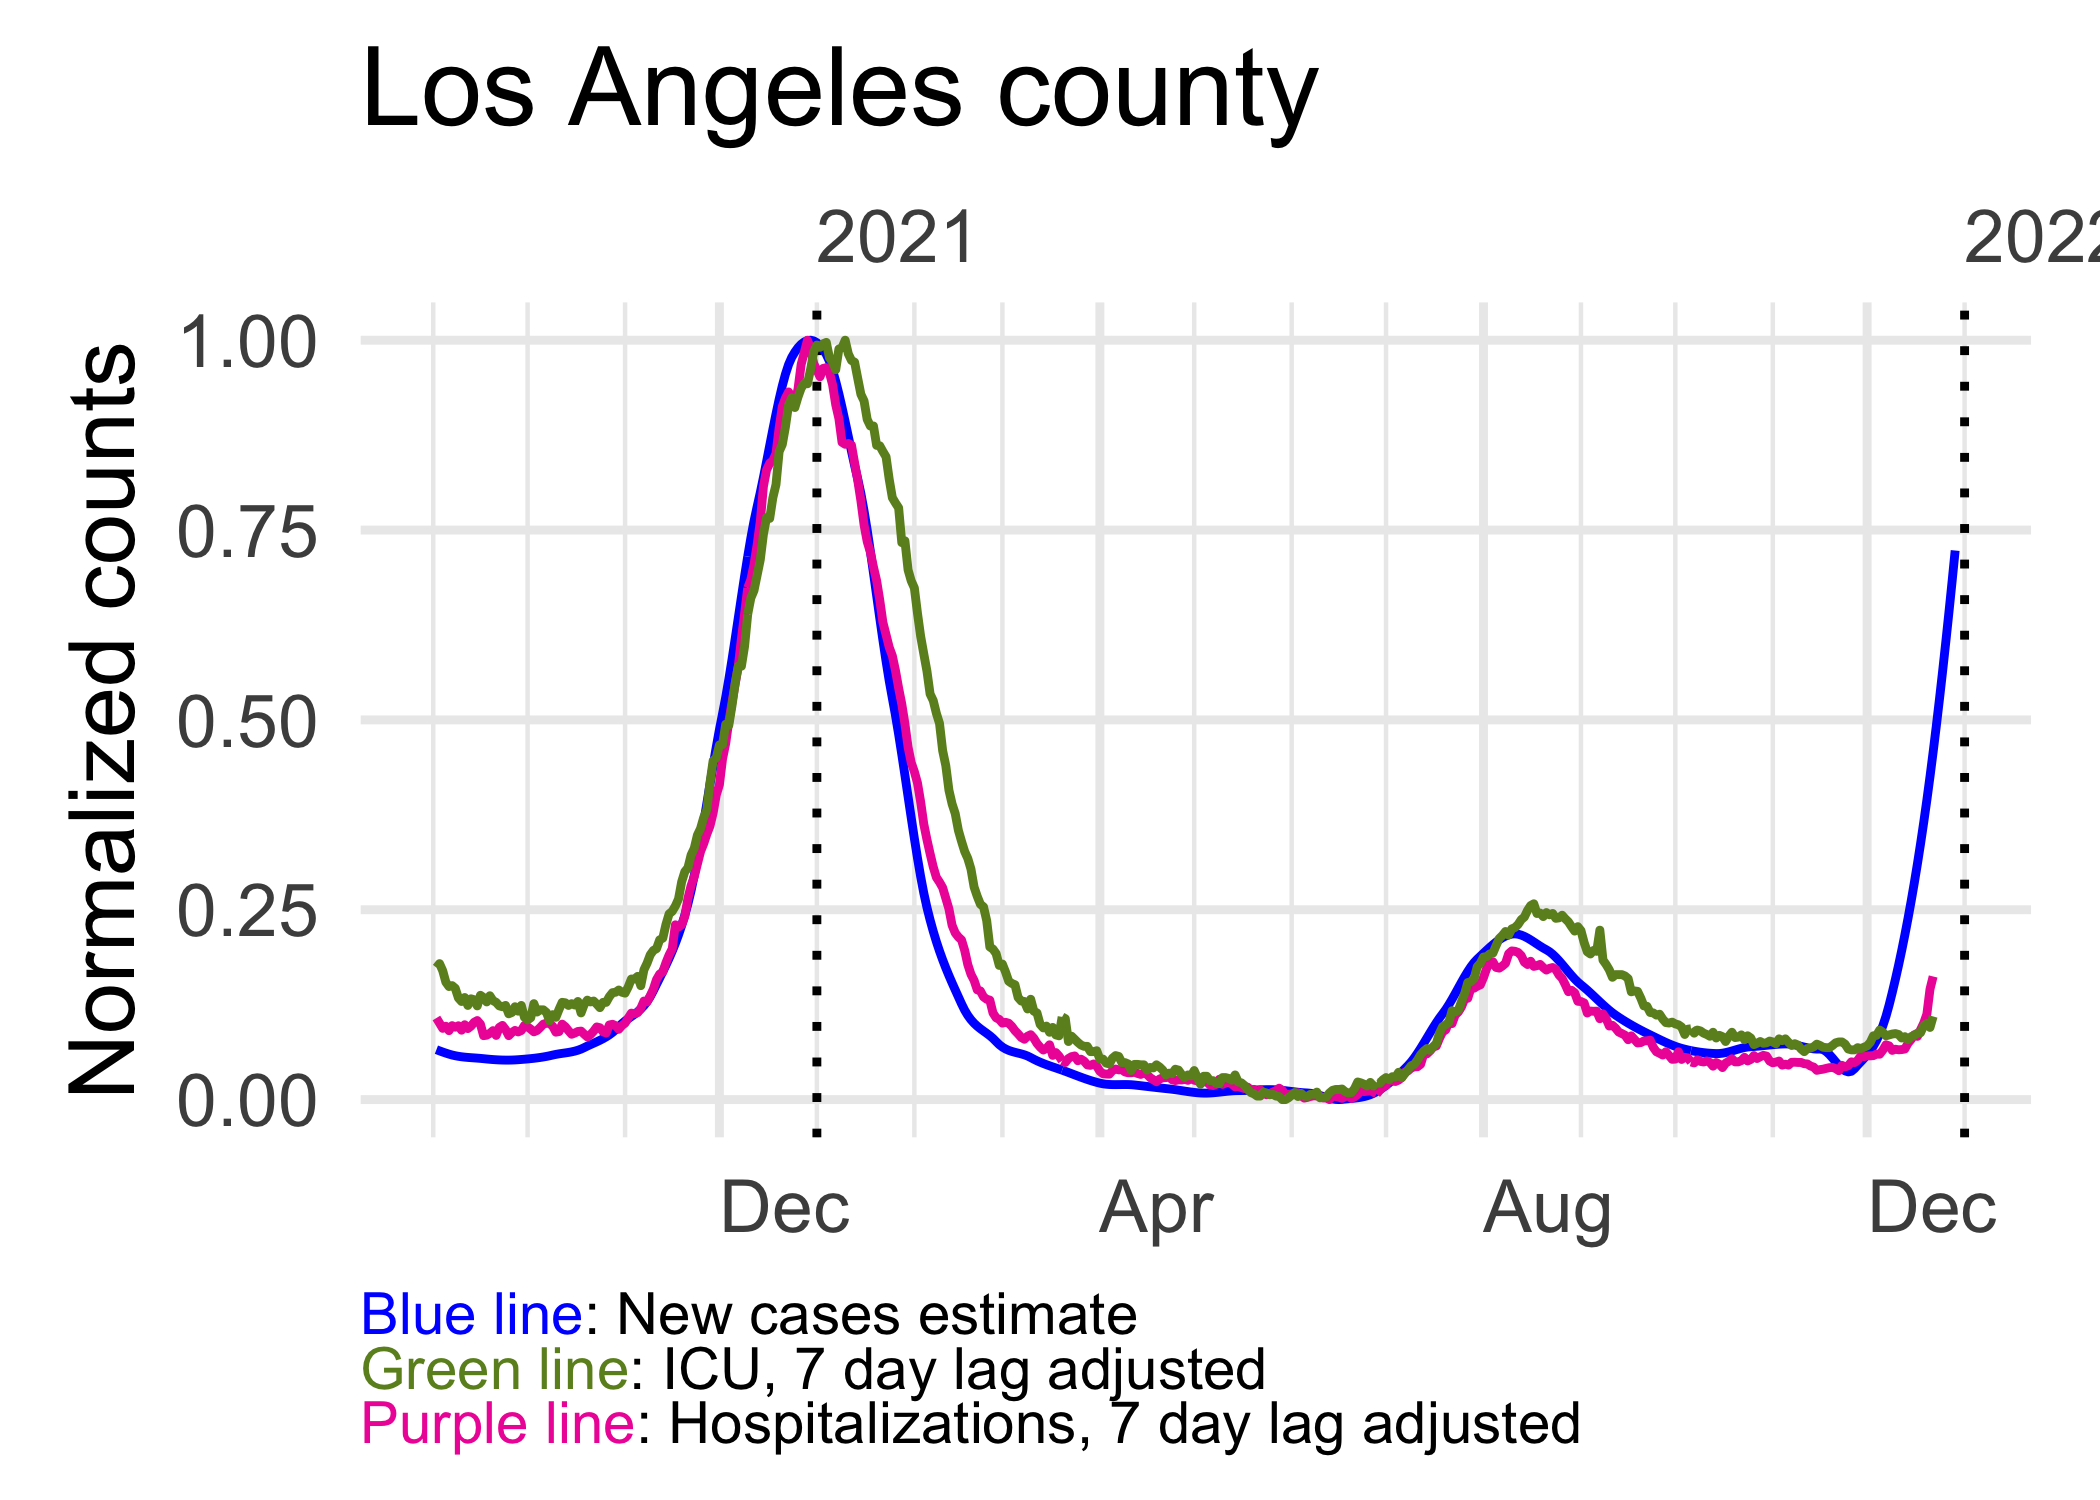 Los Angeles county
2021
202
Normalized counts
1.00
0.75
0.50
0.25
0.00
Dec
Apr
Aug
Dec
Blue line: New cases estimate
Green line: ICU, 7 day lag adjusted
Purple line: Hospitalizations, 7 day lag adjusted